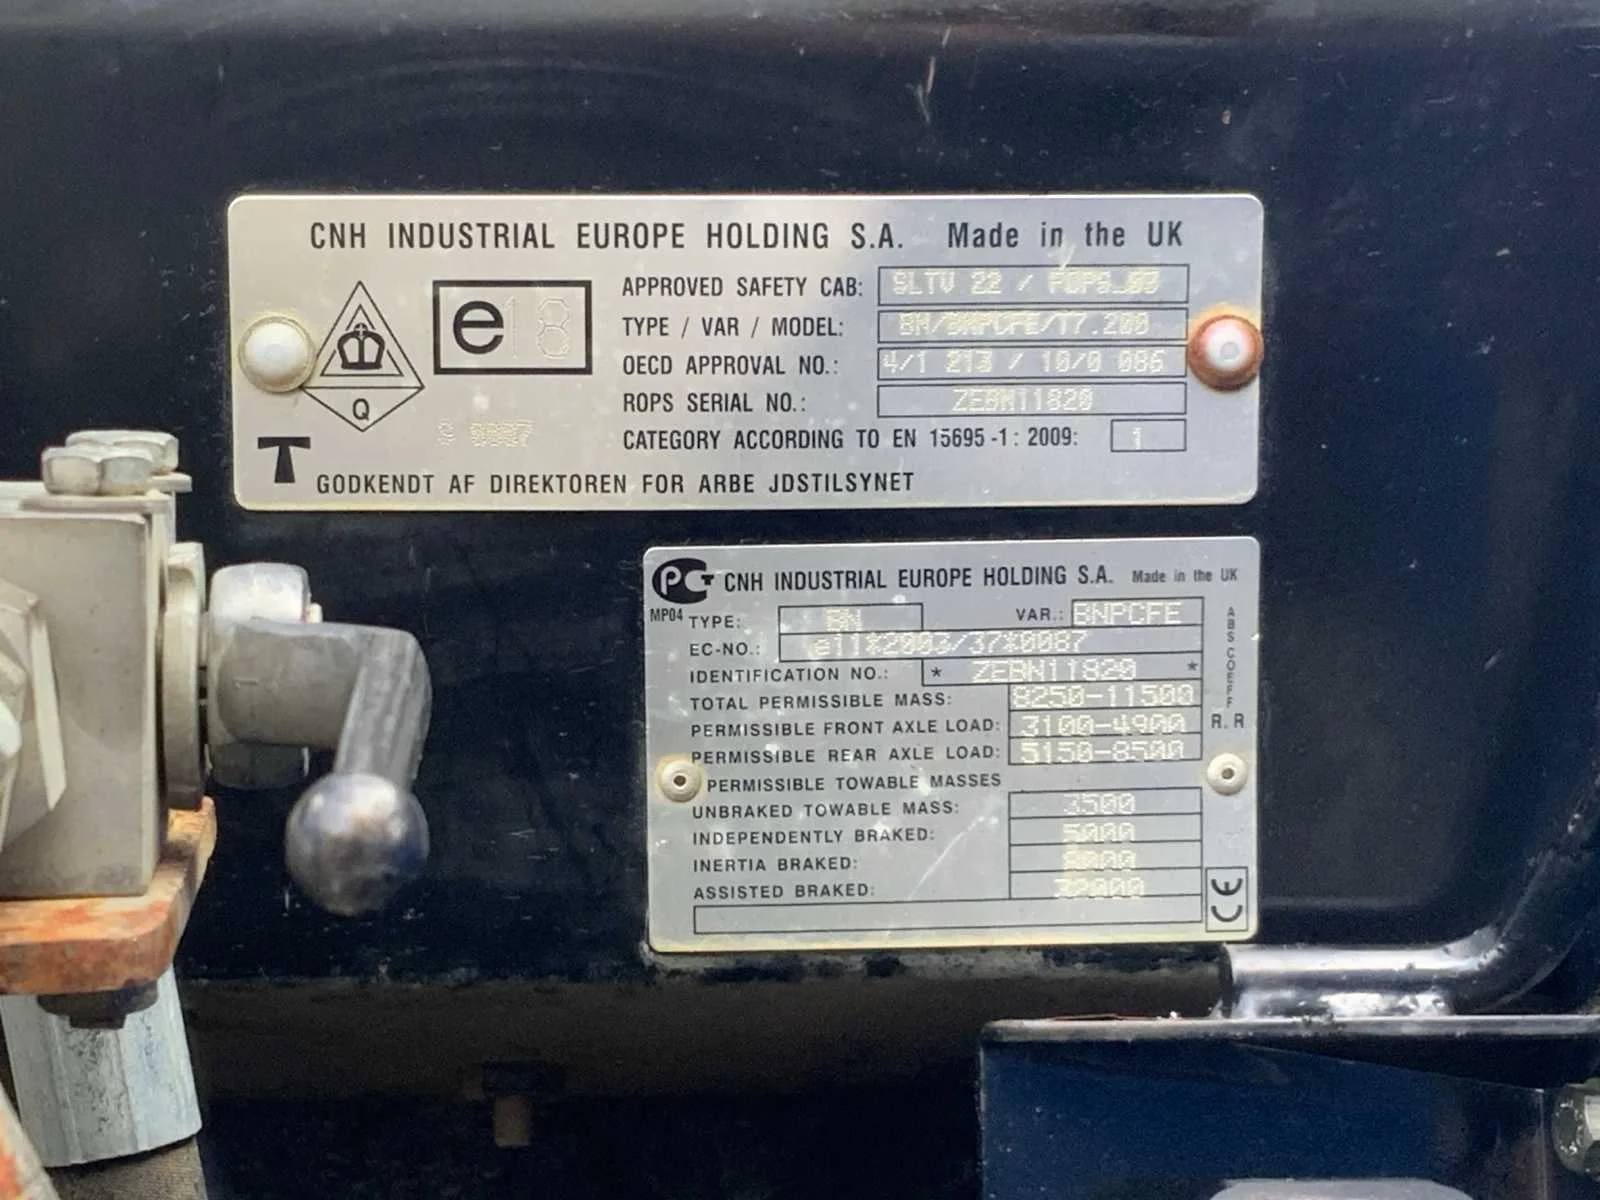 CNH INDUSTRIAL EUROPE HOLDING S.A. Made in the UK
e18
Q
T
APPROVED SAFETY CAB: SLTV 22 /
TYPE / VAR / MODEL: BN/BNPCFE/T7.200
OECD APPROVAL NO.: 4/1 213 / 10/0 086
ROPS SERIAL NO.: ZEBN11820
CATEGORY ACCORDING TO EN 15695-1: 2009: 1
GODKENDT AF DIREKTOREN FOR ARBE JDSTILSYNET
PCT CNH INDUSTRIAL EUROPE HOLDING S.A. Made in the UK
MP04 TYPE: BN VAR.: BNPCFE
EC-NO.: e11*2003/37*0087
IDENTIFICATION NO.: * ZEBN11820 *
TOTAL PERMISSIBLE MASS: 8250-11500
PERMISSIBLE FRONT AXLE LOAD: 3100-4900
PERMISSIBLE REAR AXLE LOAD: 5150-8500
PERMISSIBLE TOWABLE MASSES
UNBRAKED TOWABLE MASS: 3500
INDEPENDENTLY BRAKED: 5000
INERTIA BRAKED: 8000
ASSISTED BRAKED: 32000
ABS COEFF
R.R
CE
1